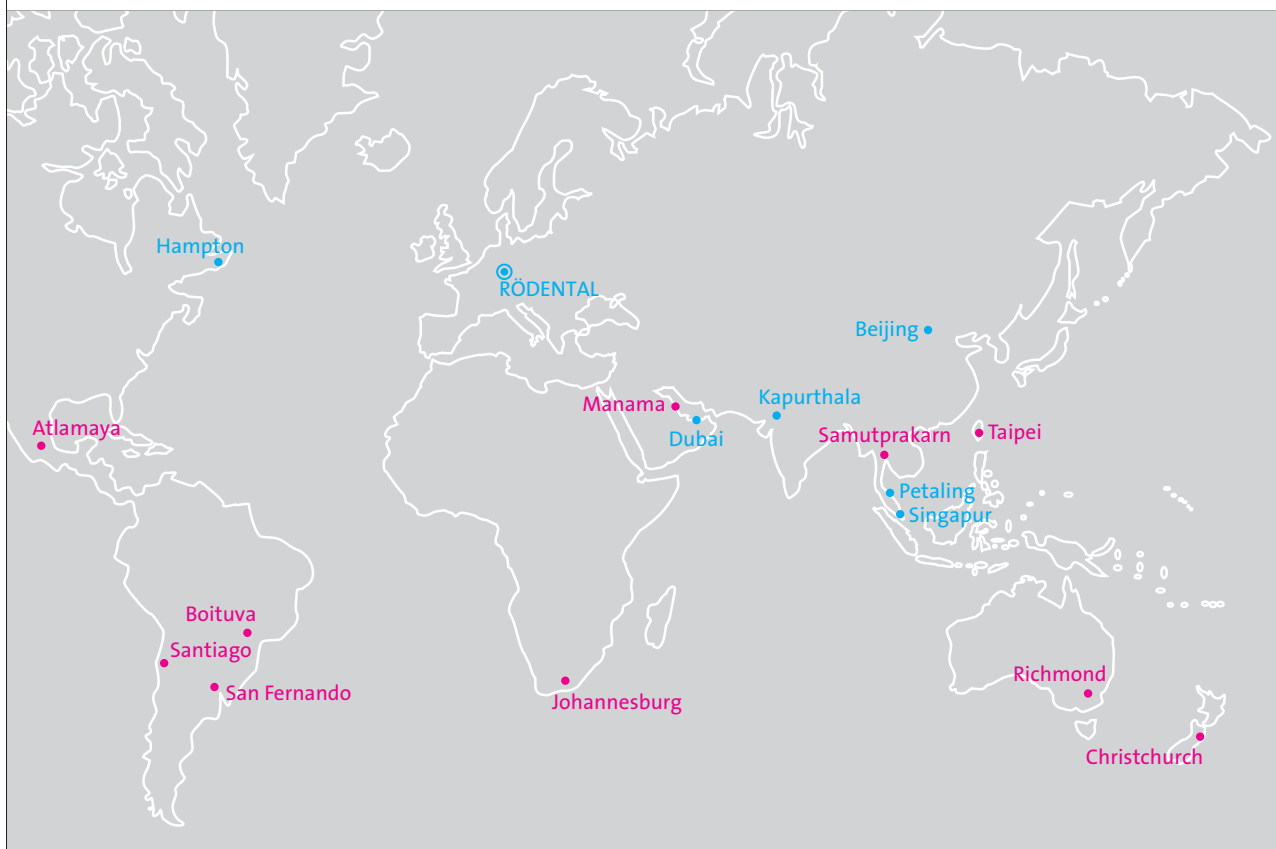 Hampton
RÖDENTAL
Beijing
Kapurthala
Manama
Atlamaya
Dubai
Samutprakarn
Taipei
Petaling
Singapur
Boituva
Santiago
San Fernando
Johannesburg
Richmond
Christchurch